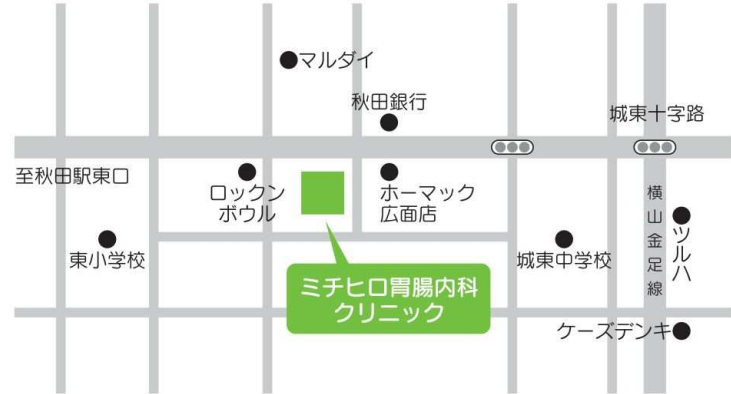 マルダイ
秋田銀行
城東十字路
至秋田駅東口
ロックン
ボウル
ホーマック
広面店
横山金足線
ツルハ
東小学校
城東中学校
ミチヒロ胃腸内科
クリニック
ケーズデンキ